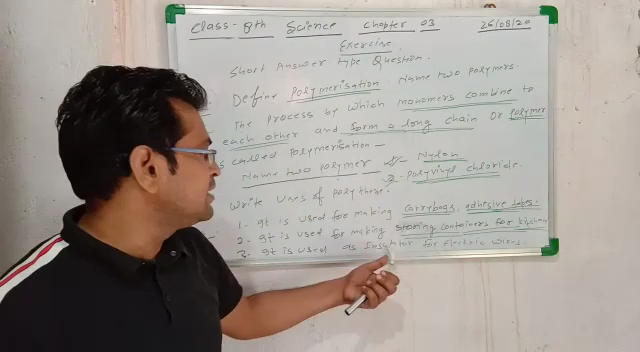 Class - 8th Science Chapter 03 26/08/20
Exercise
Short Answer Type Question.
Define Polymerisation Name two polymers.
The process by which monomers combine to
each other and form a long chain or polymer
is called polymerisation -
Name two polymer 1. Nylon
2. Polyvinyl chloride.
Write uses of polythene.
1. It is used for making carrybags, adhesive tapes.
2. It is used for making storing containers for kitchen
3. It is used as Insulator for Electric wires.